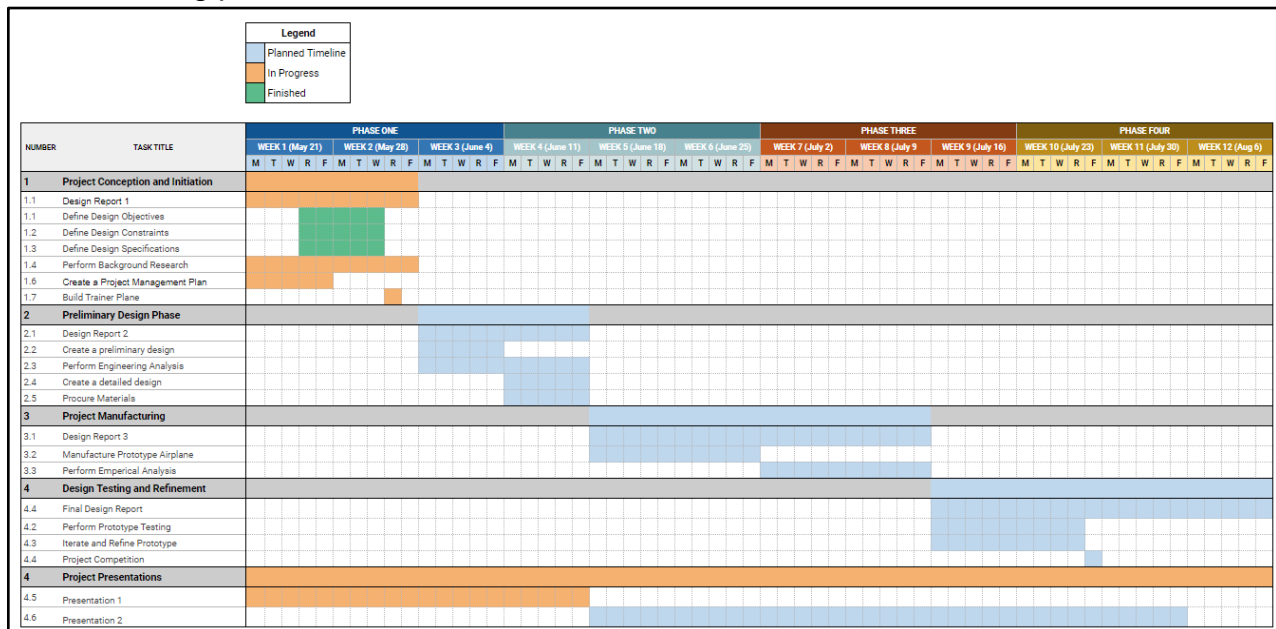 Legend
Planned Timeline
In Progress
Finished
NUMBER TASK TITLE PHASE ONE PHASE TWO PHASE THREE PHASE FOUR
WEEK 1 (May 21) WEEK 2 (May 28) WEEK 3 (June 4) WEEK 4 (June 11) WEEK 5 (June 18) WEEK 6 (June 25) WEEK 7 (July 2) WEEK 8 (July 9 WEEK 9 (July 16) WEEK 10 (July 23) WEEK 11 (July 30) WEEK 12 (Aug 6)
M T W R F M T W R F M T W R F M T W R F M T W R F M T W R F M T W R F M T W R F M T W R F M T W R F M T W R F M T W R F
1 Project Conception and Initiation
1.1 Design Report 1
1.1 Define Design Objectives
1.2 Define Design Constraints
1.3 Define Design Specifications
1.4 Perform Background Research
1.6 Create a Project Management Plan
1.7 Build Trainer Plane
2 Preliminary Design Phase
2.1 Design Report 2
2.2 Create a preliminary design
2.3 Perform Engineering Analysis
2.4 Create a detailed design
2.5 Procure Materials
3 Project Manufacturing
3.1 Design Report 3
3.2 Manufacture Prototype Airplane
3.3 Perform Emperical Analysis
4 Design Testing and Refinement
4.4 Final Design Report
4.2 Perform Prototype Testing
4.3 Iterate and Refine Prototype
4.4 Project Competition
4 Project Presentations
4.5 Presentation 1
4.6 Presentation 2